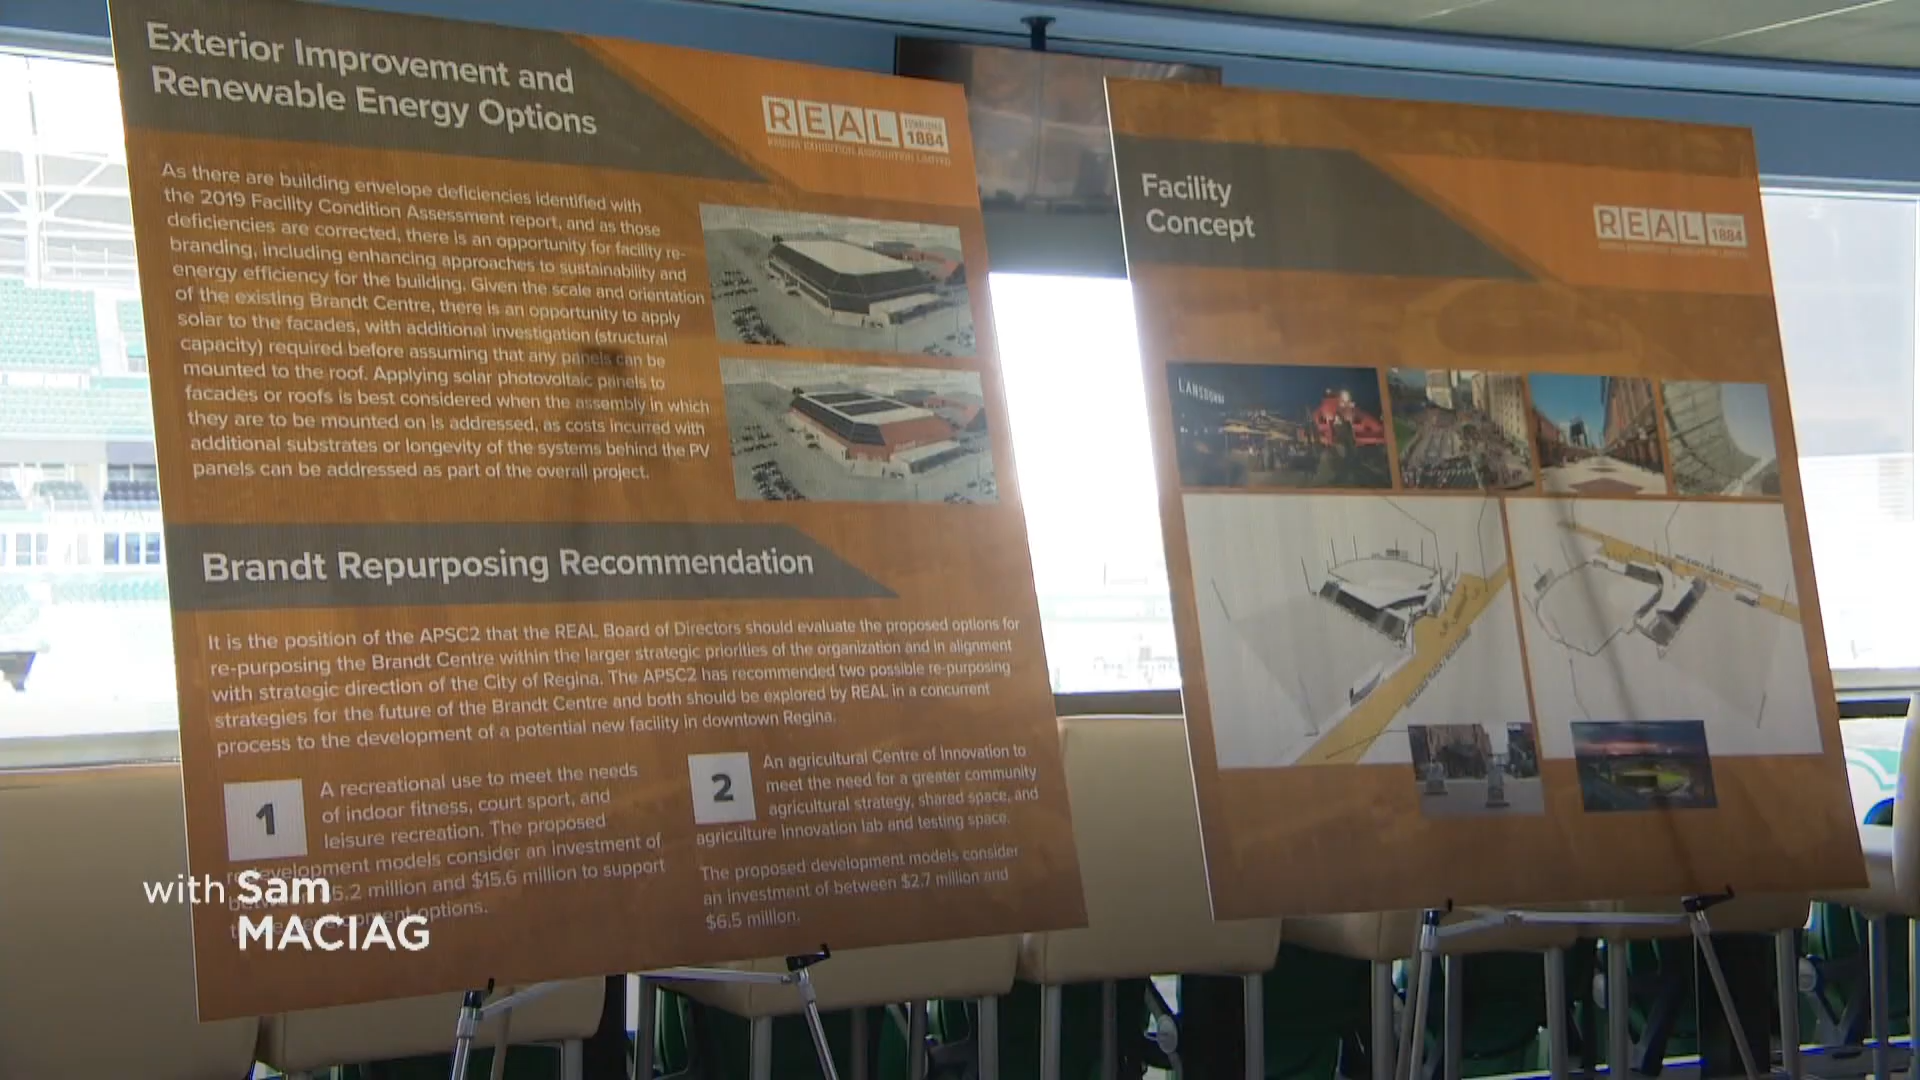 Exterior Improvement and
Renewable Energy Options
REAL
ESTABLISHED
1884
REGINA EXHIBITION ASSOCIATION LIMITED
As there are building envelope deficiencies identified with
the 2019 Facility Condition Assessment report, and as those
deficiencies are corrected, there is an opportunity for facility re-
branding, including enhancing approaches to sustainability and
energy efficiency for the building. Given the scale and orientation
of the existing Brandt Centre, there is an opportunity to apply
solar to the facades, with additional investigation (structural
capacity) required before assuming that any panels can be
mounted to the roof. Applying solar photovoltaic panels to
facades or roofs is best considered when the assembly in which
they are to be mounted on is addressed, as costs incurred with
additional substrates or longevity of the systems behind the PV
panels can be addressed as part of the overall project.
Brandt Repurposing Recommendation
It is the position of the APSC2 that the REAL Board of Directors should evaluate the proposed options for
re-purposing the Brandt Centre within the larger strategic priorities of the organization and in alignment
with strategic direction of the City of Regina. The APSC2 has recommended two possible re-purposing
strategies for the future of the Brandt Centre and both should be explored by REAL in a concurrent
process to the development of a potential new facility in downtown Regina.
1
A recreational use to meet the needs
of indoor fitness, court sport, and
leisure recreation. The proposed
redevelopment models consider an investment of
5.2 million and $15.6 million to support
options.
2
An agricultural Centre of Innovation to
meet the need for a greater community
agricultural strategy, shared space, and
agriculture innovation lab and testing space.
The proposed development models consider
an investment of between $2.7 million and
$6.5 million.
Facility
Concept
REAL
1884
LANSDOWNE
with Sam
MACIAG